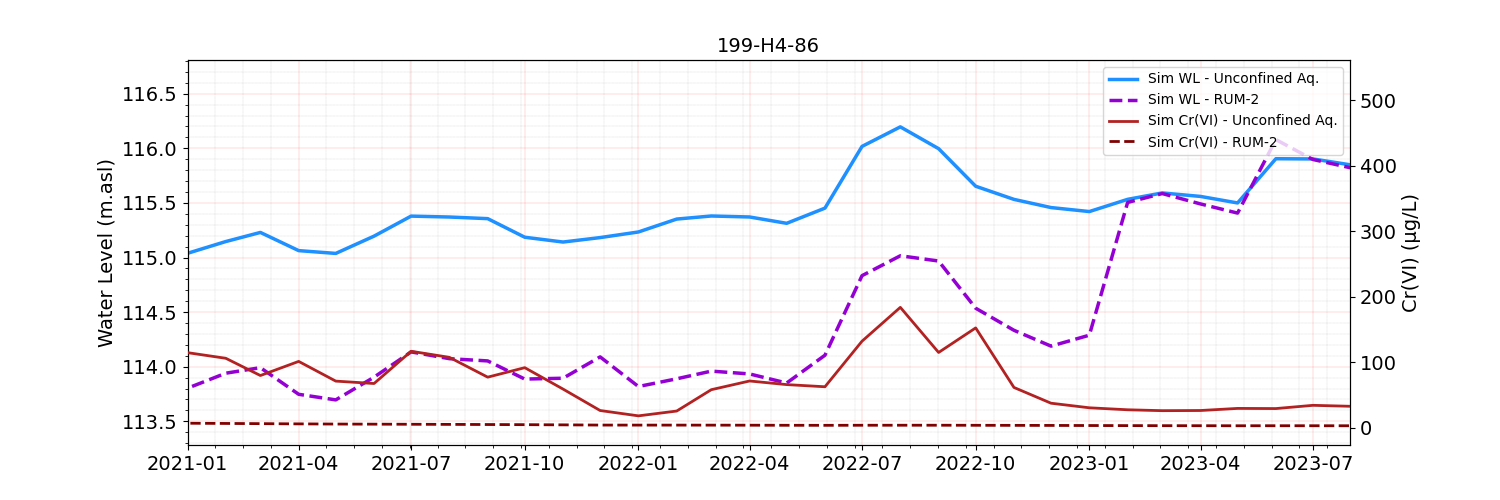 199-H4-86
Water Level (m.asl)
116.5
116.0
115.5
115.0
114.5
114.0
113.5
Sim WL - Unconfined Aq.
Sim WL - RUM-2
Sim Cr(VI) - Unconfined Aq.
Sim Cr(VI) - RUM-2
500
400
300
200
100
0
Cr(VI) (µg/L)
2021-01 2021-04 2021-07 2021-10 2022-01 2022-04 2022-07 2022-10 2023-01 2023-04 2023-07